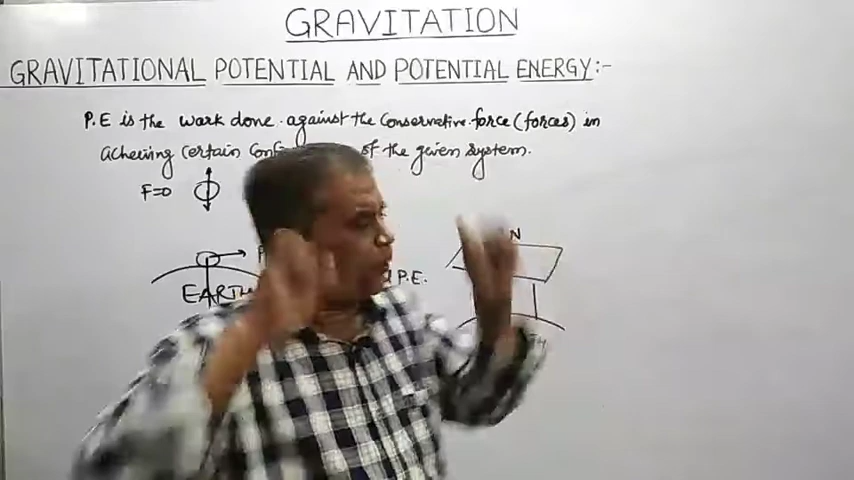 GRAVITATION
GRAVITATIONAL POTENTIAL AND POTENTIAL ENERGY:-
P.E is the work done against the Conservative force (forces) in
acheiving certain of the given system.
F=0
N
P.E.
EARTH